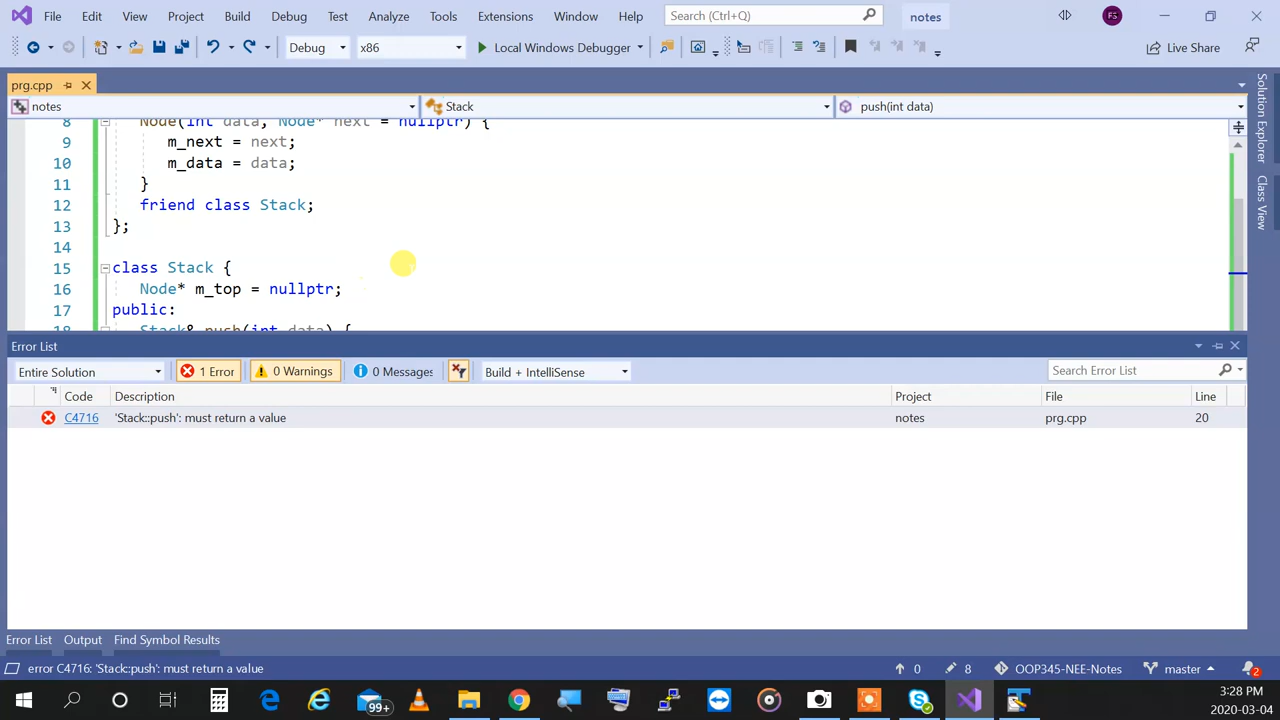 File Edit View Project Build Debug Test Analyze Tools Extensions Window Help Search (Ctrl+Q) notes FS
Debug x86 Local Windows Debugger Live Share
prg.cpp
notes Stack push(int data)
8 Node(int data, Node* next = nullptr) {
9 m_next = next;
10 m_data = data;
11 }
12 friend class Stack;
13 };
14
15 class Stack {
16 Node* m_top = nullptr;
17 public:
18 Stack& push(int data) {
Solution Explorer
Class View
Error List
Entire Solution 1 Error 0 Warnings 0 Messages Build + IntelliSense Search Error List
Code Description Project File Line
C4716 'Stack::push': must return a value notes prg.cpp 20
Error List Output Find Symbol Results
error C4716: 'Stack::push': must return a value 0 8 OOP345-NEE-Notes master 2
99+ 3:28 PM
2020-03-04